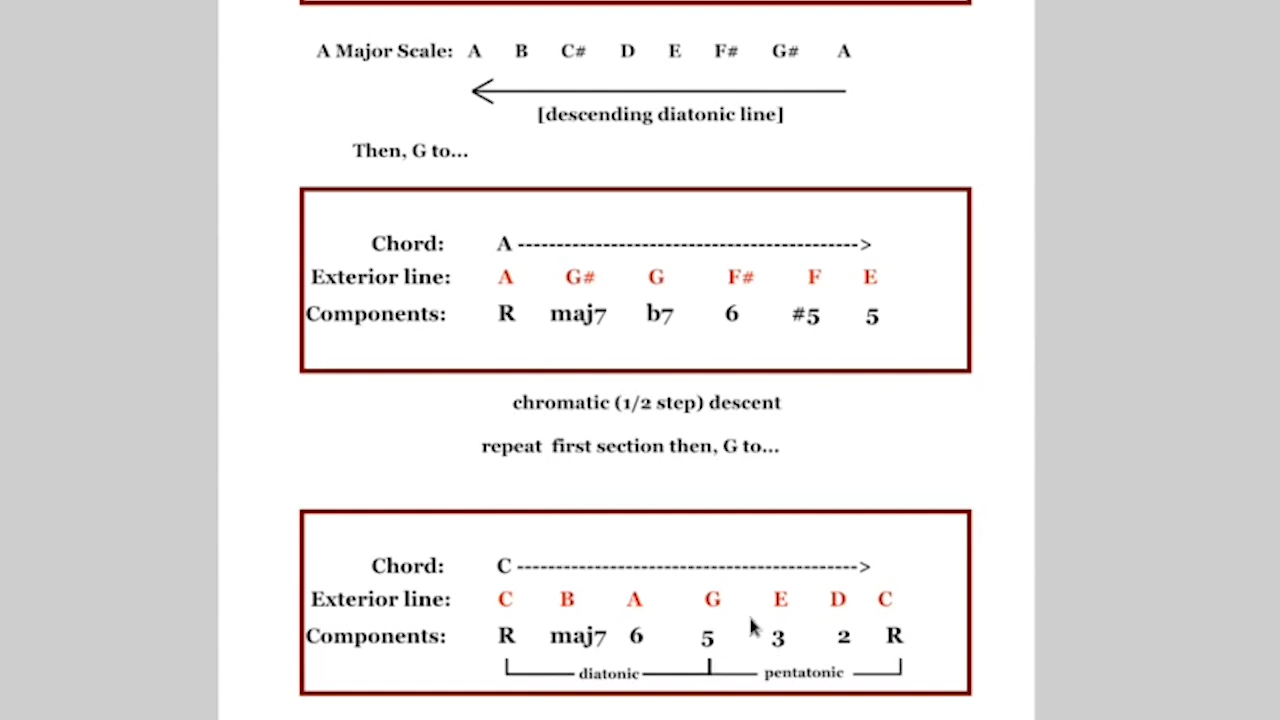 A Major Scale: A B C# D E F# G# A
[descending diatonic line]
Then, G to...
Chord: A -------------------------------------------->
Exterior line: A G# G F# F E
Components: R maj7 b7 6 #5 5
chromatic (1/2 step) descent
repeat first section then, G to...
Chord: C -------------------------------------------->
Exterior line: C B A G E D C
Components: R maj7 6 5 3 2 R
diatonic pentatonic